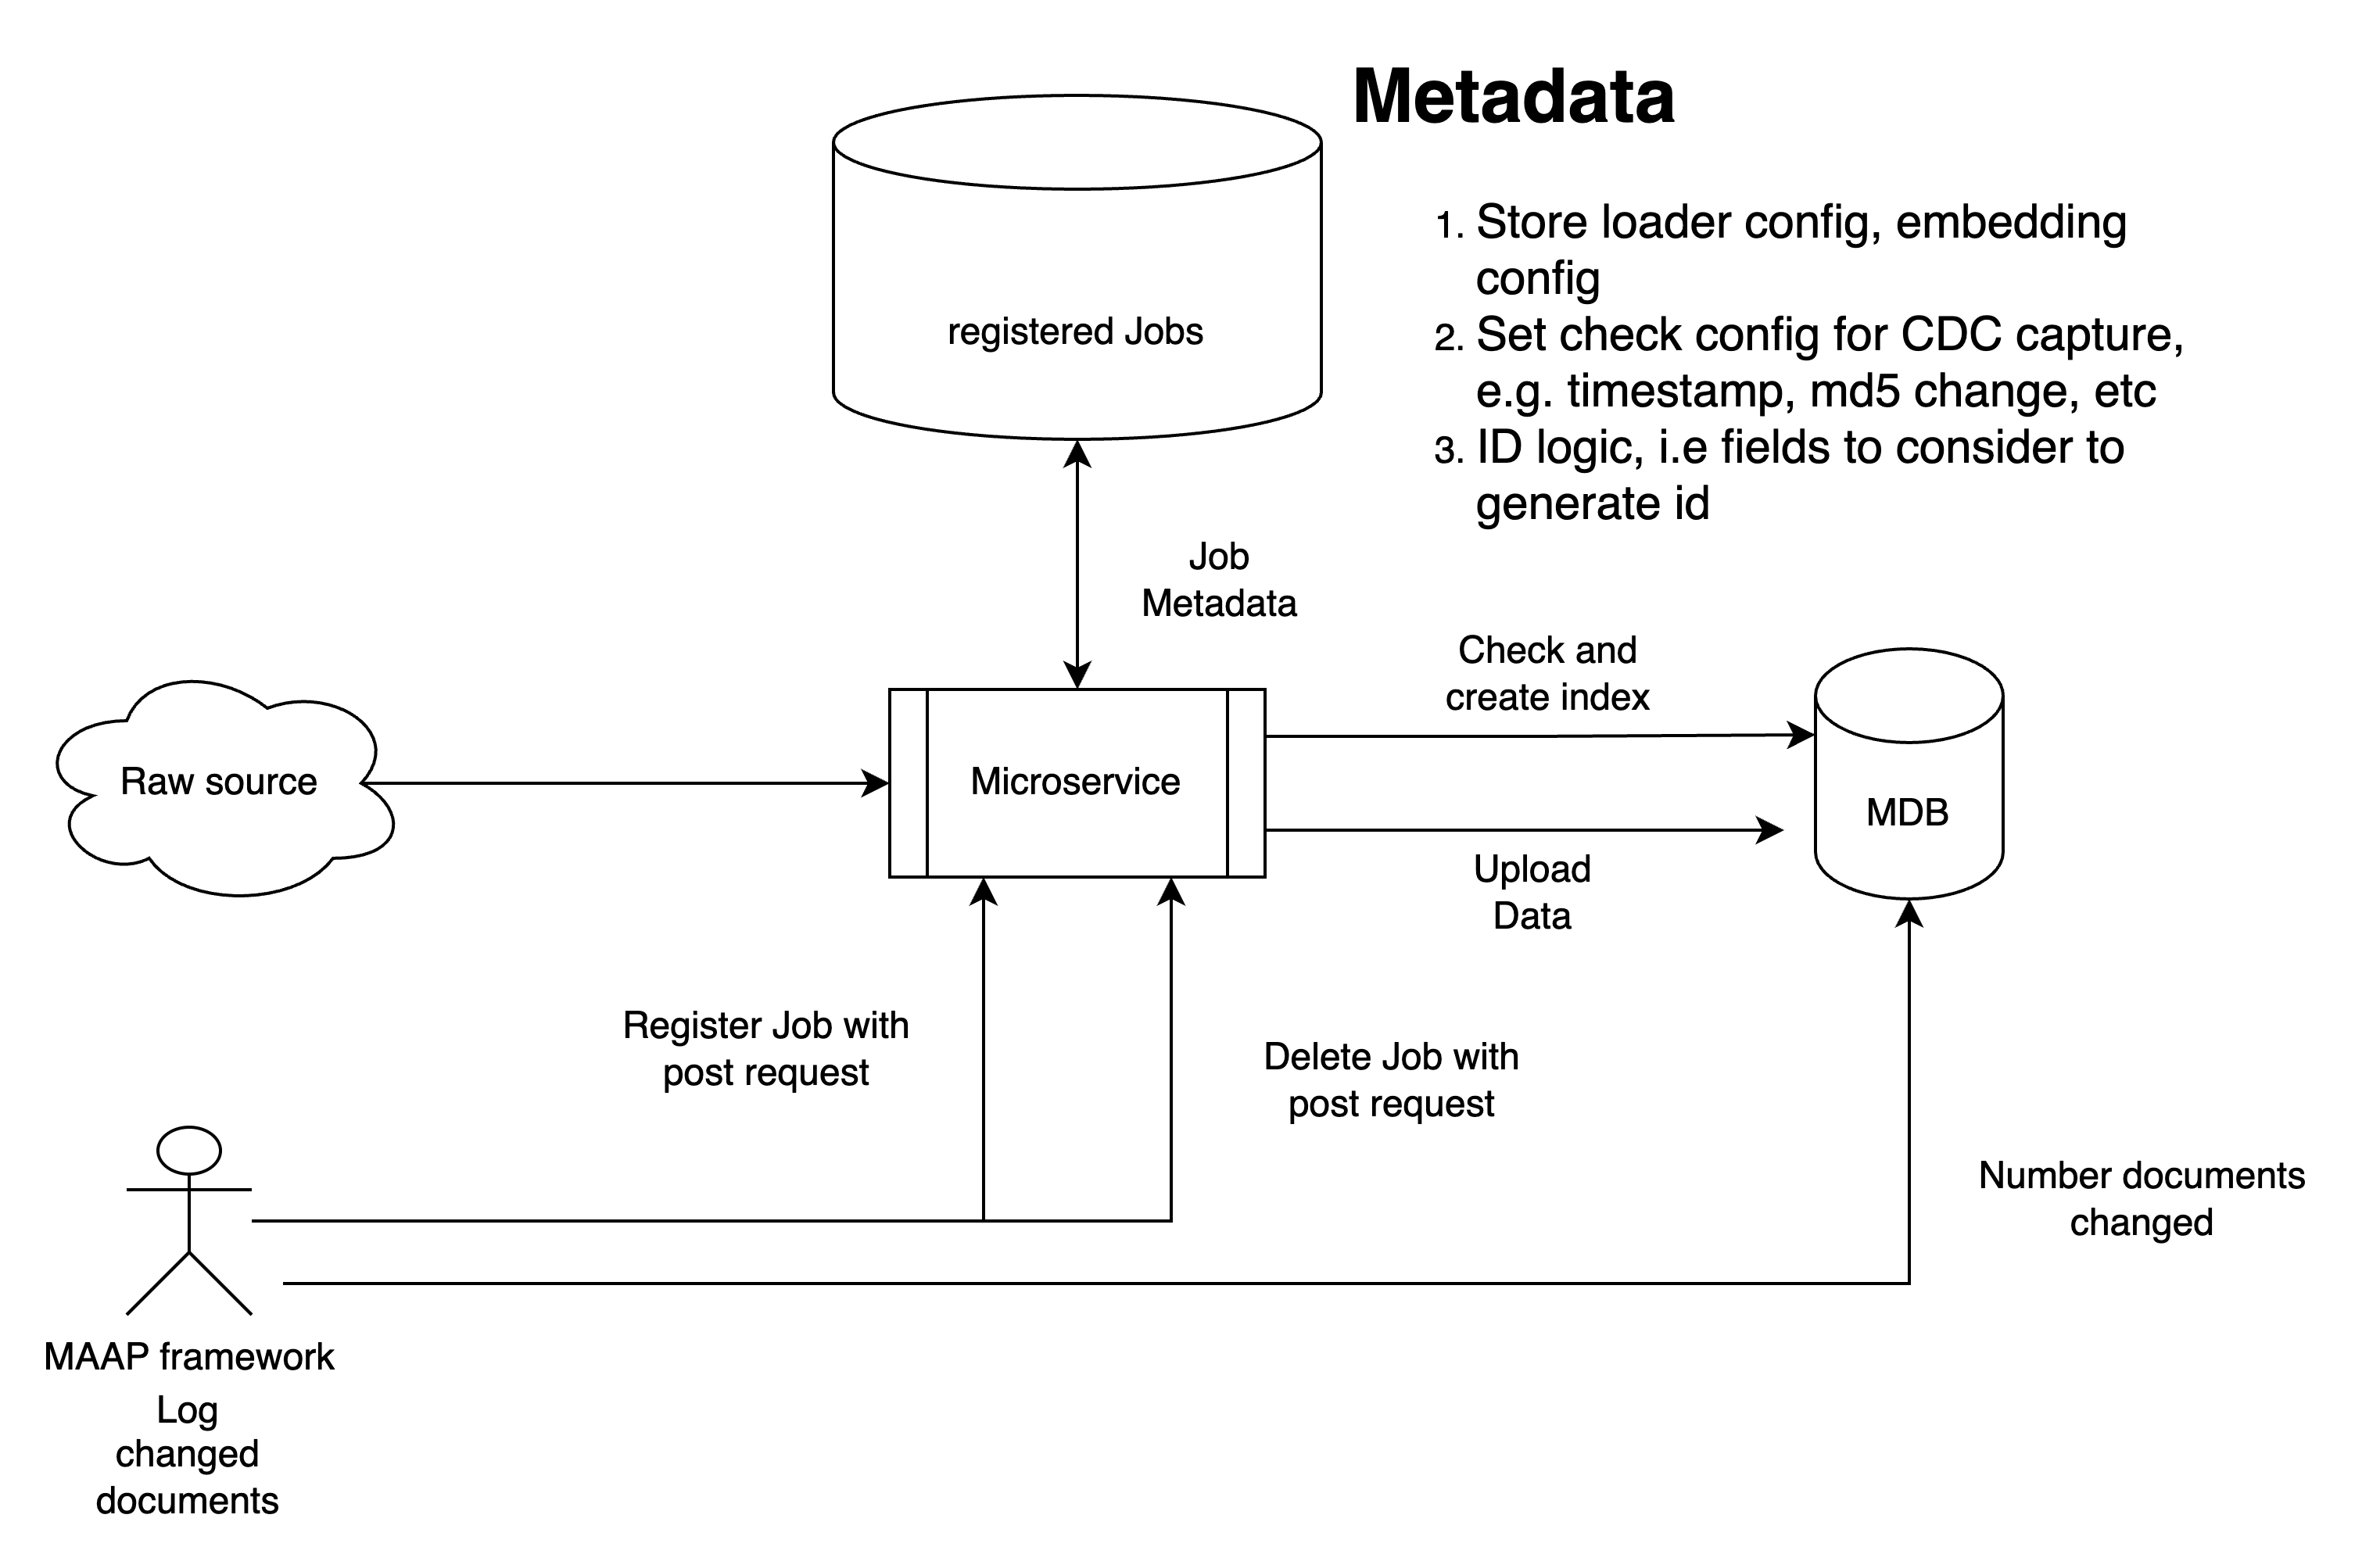 Metadata
1. Store loader config, embedding
config
2. Set check config for CDC capture,
e.g. timestamp, md5 change, etc
3. ID logic, i.e fields to consider to
generate id
registered Jobs
Job
Metadata
Check and
create index
Raw source
Microservice
MDB
Upload
Data
Register Job with
post request
Delete Job with
post request
Number documents
changed
MAAP framework
Log
changed
documents